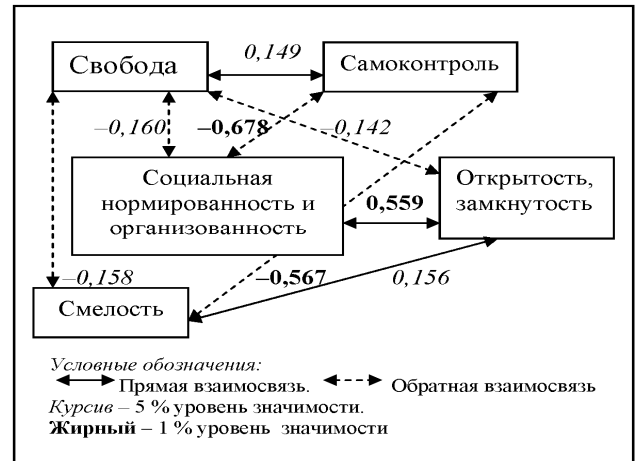 0,149
Свобода
Самоконтроль
–0,160
–0,678
–0,142
Социальная
нормированность и
организованность
Открытость,
замкнутость
0,559
–0,158
–0,567
0,156
Смелость
Условные обозначения:
Прямая взаимосвязь. Обратная взаимосвязь
Курсив – 5 % уровень значимости.
Жирный – 1 % уровень значимости